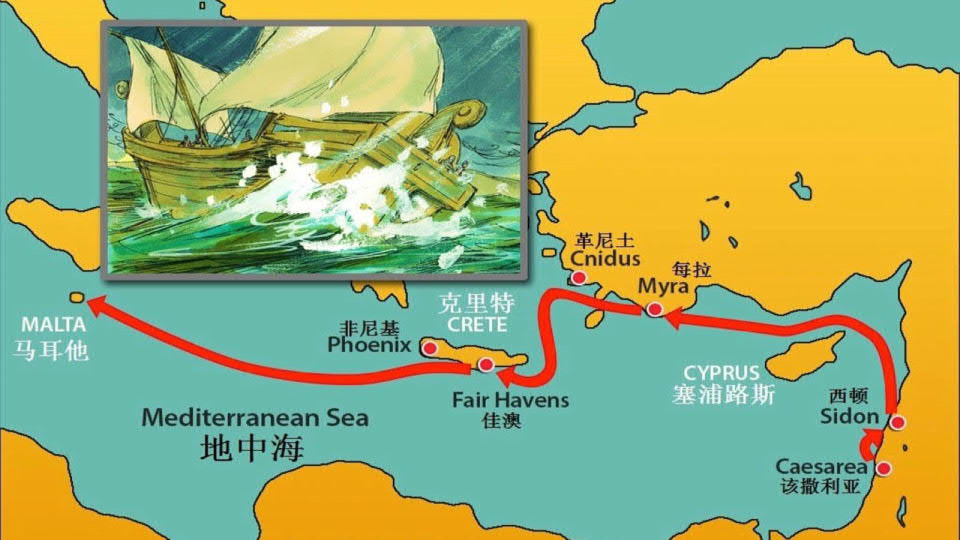 革尼土
Cnidus
每拉
Myra
克里特
CRETE
非尼基
Phoenix
MALTA
马耳他
CYPRUS
塞浦路斯
西顿
Sidon
Fair Havens
佳澳
Mediterranean Sea
地中海
Caesarea
该撒利亚